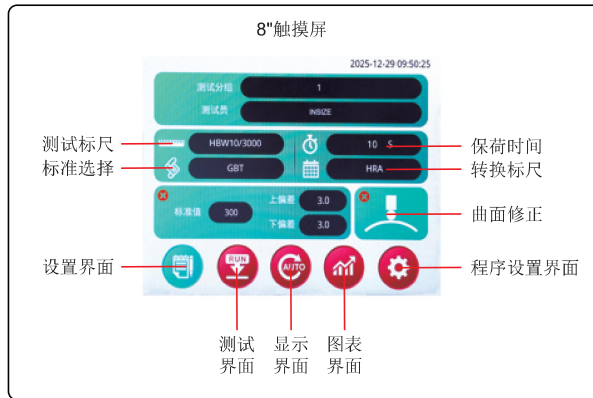 8"触摸屏
2025-12-29 09:50:25
测试分组 1
测试员 INSIZE
测试标尺 HBW10/3000 10 S 保荷时间
标准选择 GBT HRA 转换标尺
标准值 300 上偏差 3.0
下偏差 3.0
曲面修正
设置界面 RUN AUTO 程序设置界面
测试界面
显示界面
图表界面